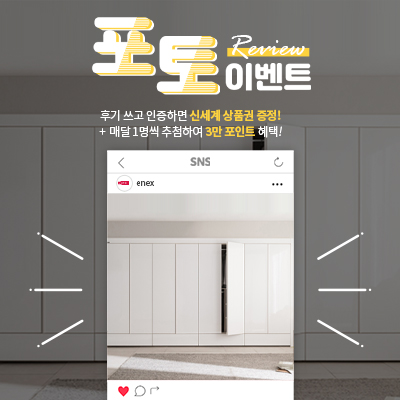 포토 Review 이벤트
후기 쓰고 인증하면 신세계 상품권 증정!
+ 매달 1명씩 추첨하여 3만 포인트 혜택!
SNS
enex